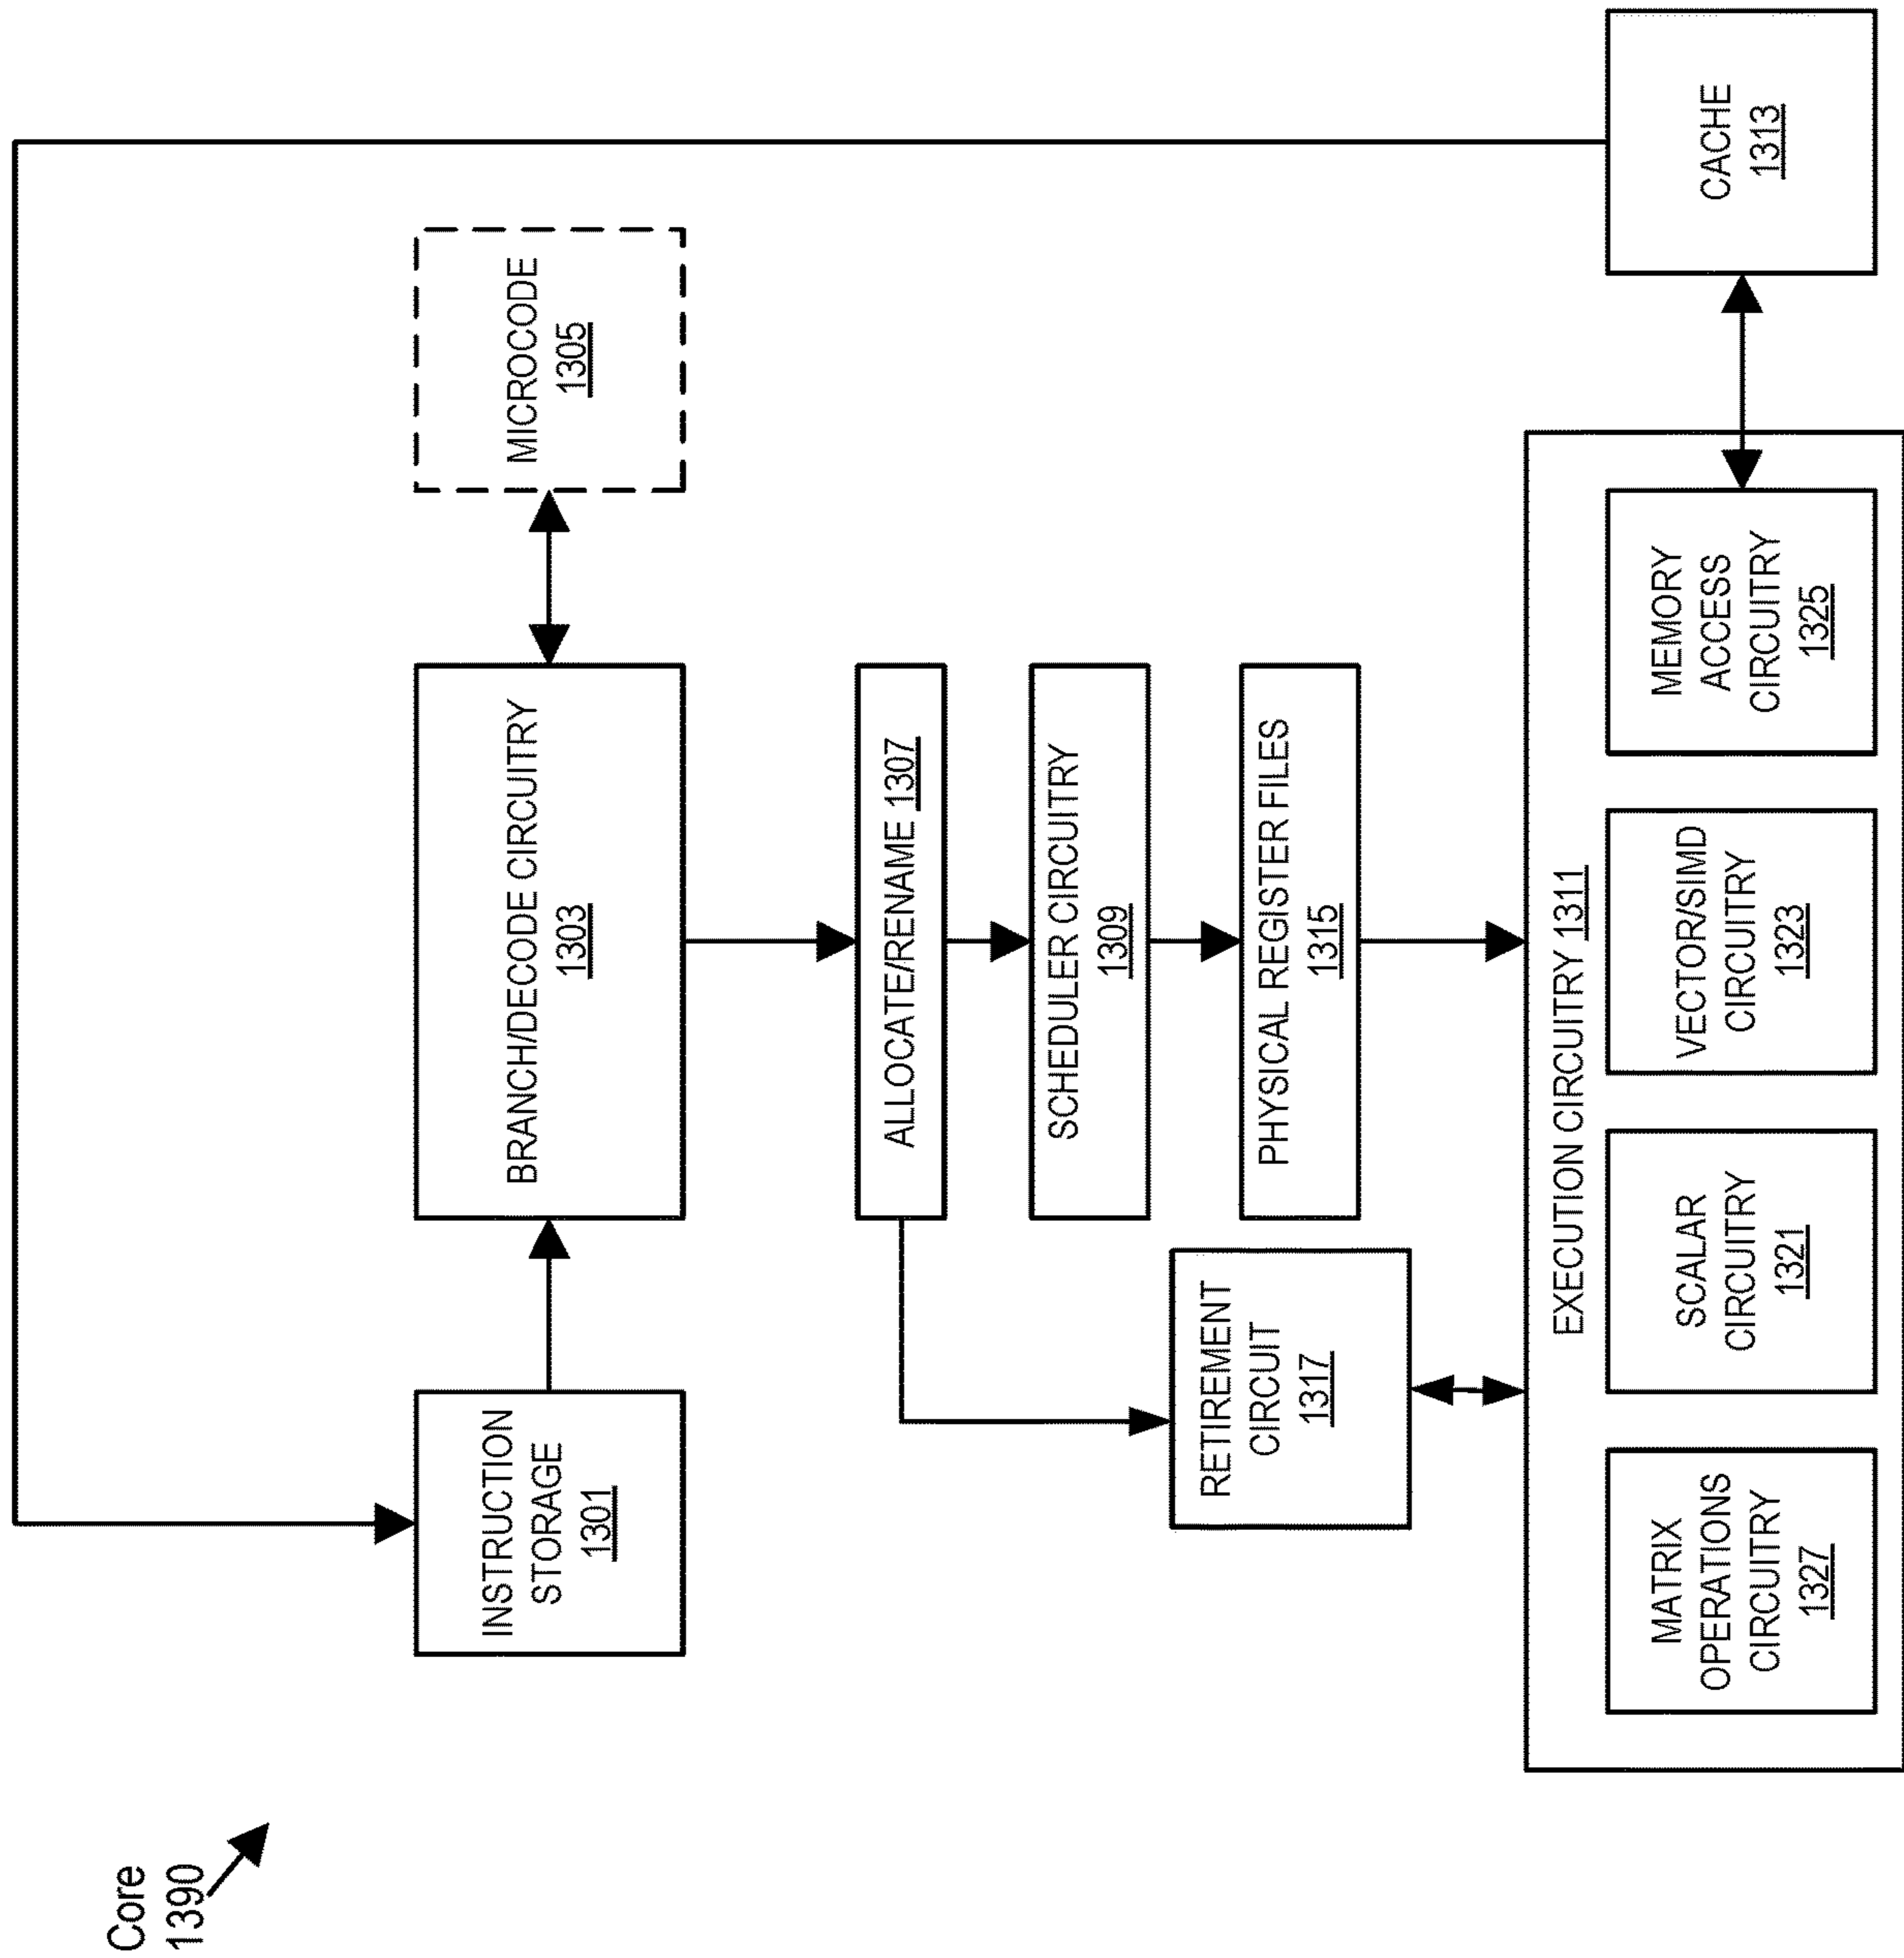 Core
1390
INSTRUCTION
STORAGE
1301
BRANCH/DECODE CIRCUITRY
1303
MICROCODE
1305
ALLOCATE/RENAME 1307
SCHEDULER CIRCUITRY
1309
PHYSICAL REGISTER FILES
1315
RETIREMENT
CIRCUIT
1317
EXECUTION CIRCUITRY 1311
MATRIX
OPERATIONS
CIRCUITRY
1327
SCALAR
CIRCUITRY
1321
VECTOR/SIMD
CIRCUITRY
1323
MEMORY
ACCESS
CIRCUITRY
1325
CACHE
1313